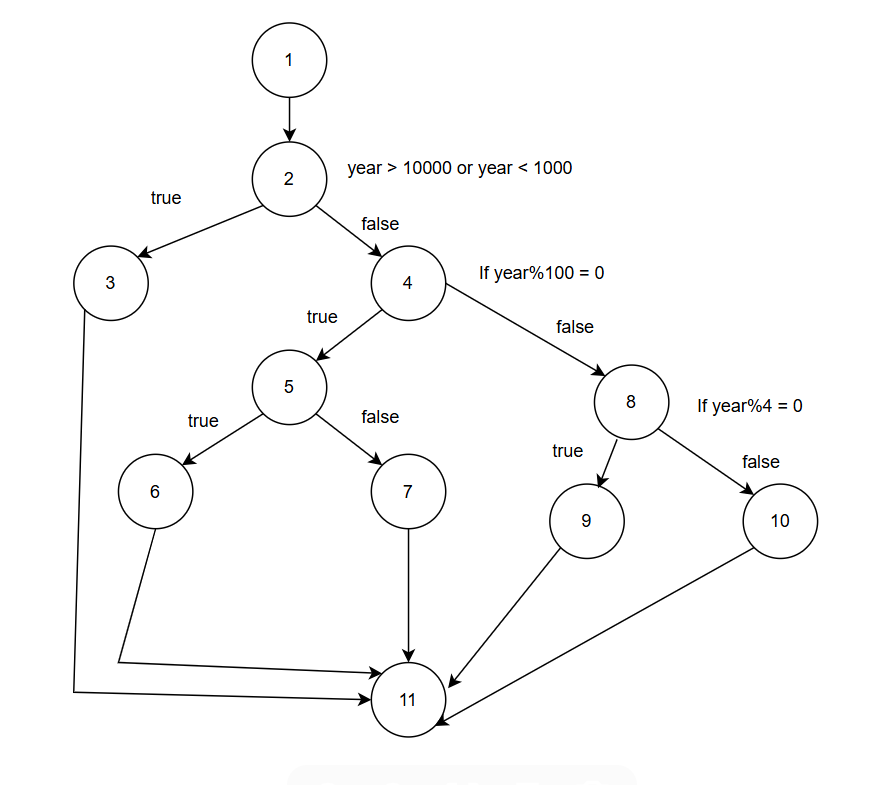 1
2
year > 10000 or year < 1000
true
false
3
4
If year%100 = 0
true
false
5
8
If year%4 = 0
true
false
true
false
6
7
9
10
11